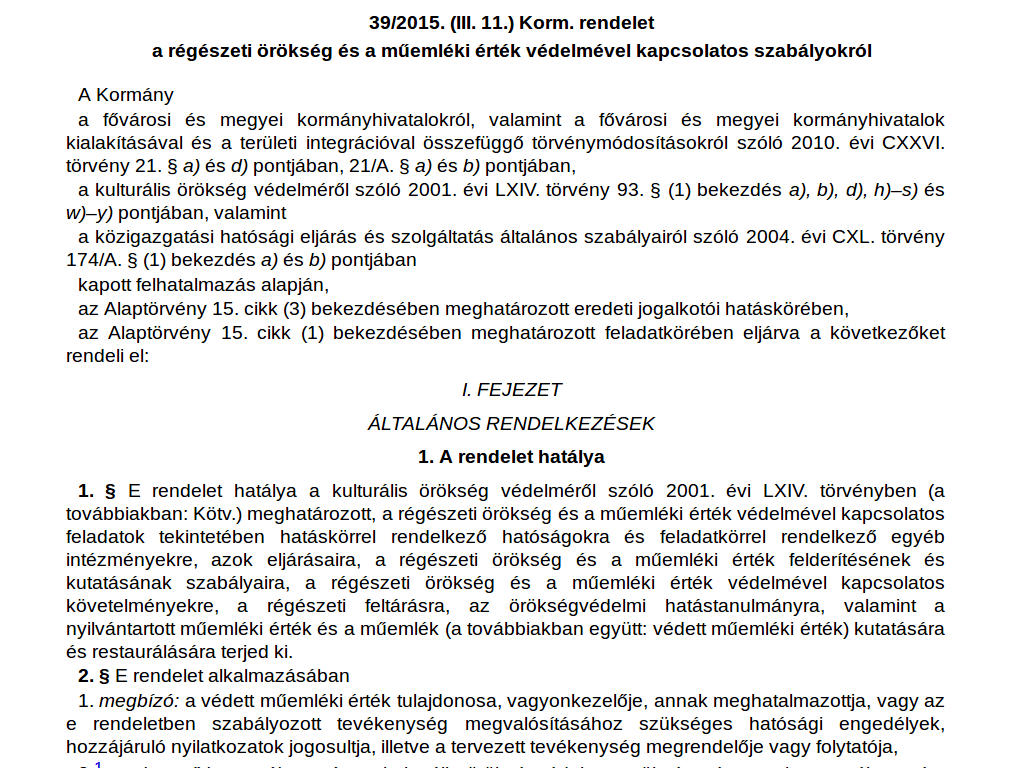 39/2015. (III. 11.) Korm. rendelet
a régészeti örökség és a műemléki érték védelmével kapcsolatos szabályokról
A Kormány
a fővárosi és megyei kormányhivatalokról, valamint a fővárosi és megyei kormányhivatalok
kialakításával és a területi integrációval összefüggő törvénymódosításokról szóló 2010. évi CXXVI.
törvény 21. § a) és d) pontjában, 21/A. § a) és b) pontjában,
a kulturális örökség védelméről szóló 2001. évi LXIV. törvény 93. § (1) bekezdés a), b), d), h)–s) és
w)–y) pontjában, valamint
a közigazgatási hatósági eljárás és szolgáltatás általános szabályairól szóló 2004. évi CXL. törvény
174/A. § (1) bekezdés a) és b) pontjában
kapott felhatalmazás alapján,
az Alaptörvény 15. cikk (3) bekezdésében meghatározott eredeti jogalkotói hatáskörében,
az Alaptörvény 15. cikk (1) bekezdésében meghatározott feladatkörében eljárva a következőket
rendeli el:
I. FEJEZET
ÁLTALÁNOS RENDELKEZÉSEK
1. A rendelet hatálya
1. § E rendelet hatálya a kulturális örökség védelméről szóló 2001. évi LXIV. törvényben (a
továbbiakban: Kötv.) meghatározott, a régészeti örökség és a műemléki érték védelmével kapcsolatos
feladatok tekintetében hatáskörrel rendelkező hatóságokra és feladatkörrel rendelkező egyéb
intézményekre, azok eljárásaira, a régészeti örökség és a műemléki érték felderítésének és
kutatásának szabályaira, a régészeti örökség és a műemléki érték védelmével kapcsolatos
követelményekre, a régészeti feltárásra, az örökségvédelmi hatástanulmányra, valamint a
nyilvántartott műemléki érték és a műemlék (a továbbiakban együtt: védett műemléki érték) kutatására
és restaurálására terjed ki.
2. § E rendelet alkalmazásában
1. megbízó: a védett műemléki érték tulajdonosa, vagyonkezelője, annak meghatalmazottja, vagy az
e rendeletben szabályozott tevékenység megvalósításához szükséges hatósági engedélyek,
hozzájáruló nyilatkozatok jogosultja, illetve a tervezett tevékenység megrendelője vagy folytatója,